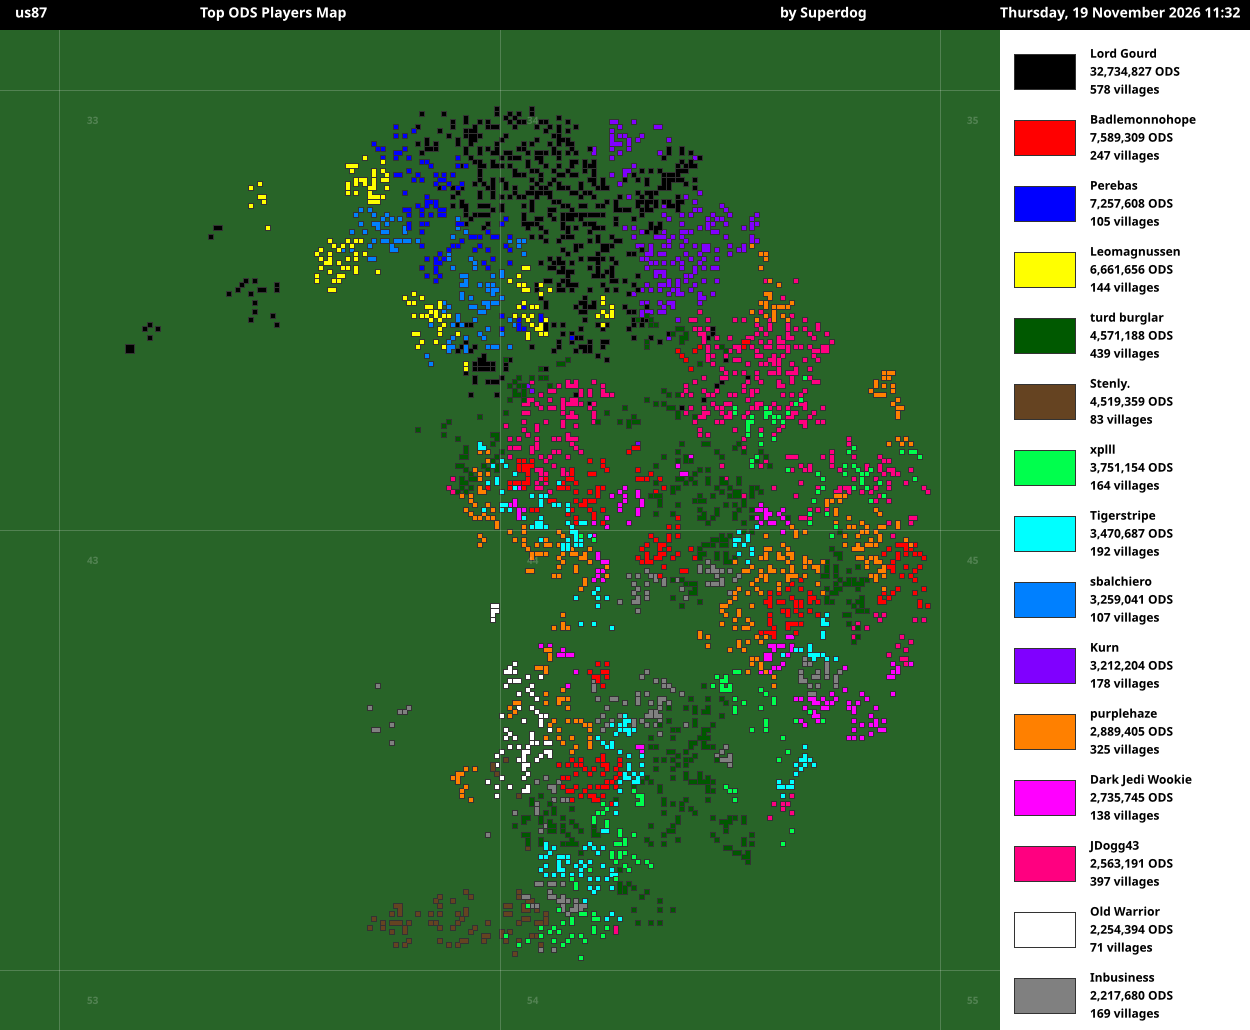 us87 Top ODS Players Map by Superdog Thursday, 19 November 2026 11:32
33 34 35
43 44 45
53 54 55
Lord Gourd
32,734,827 ODS
578 villages
Badlemonnohope
7,589,309 ODS
247 villages
Perebas
7,257,608 ODS
105 villages
Leomagnussen
6,661,656 ODS
144 villages
turd burglar
4,571,188 ODS
439 villages
Stenly.
4,519,359 ODS
83 villages
xplll
3,751,154 ODS
164 villages
Tigerstripe
3,470,687 ODS
192 villages
sbalchiero
3,259,041 ODS
107 villages
Kurn
3,212,204 ODS
178 villages
purplehaze
2,889,405 ODS
325 villages
Dark Jedi Wookie
2,735,745 ODS
138 villages
JDogg43
2,563,191 ODS
397 villages
Old Warrior
2,254,394 ODS
71 villages
Inbusiness
2,217,680 ODS
169 villages